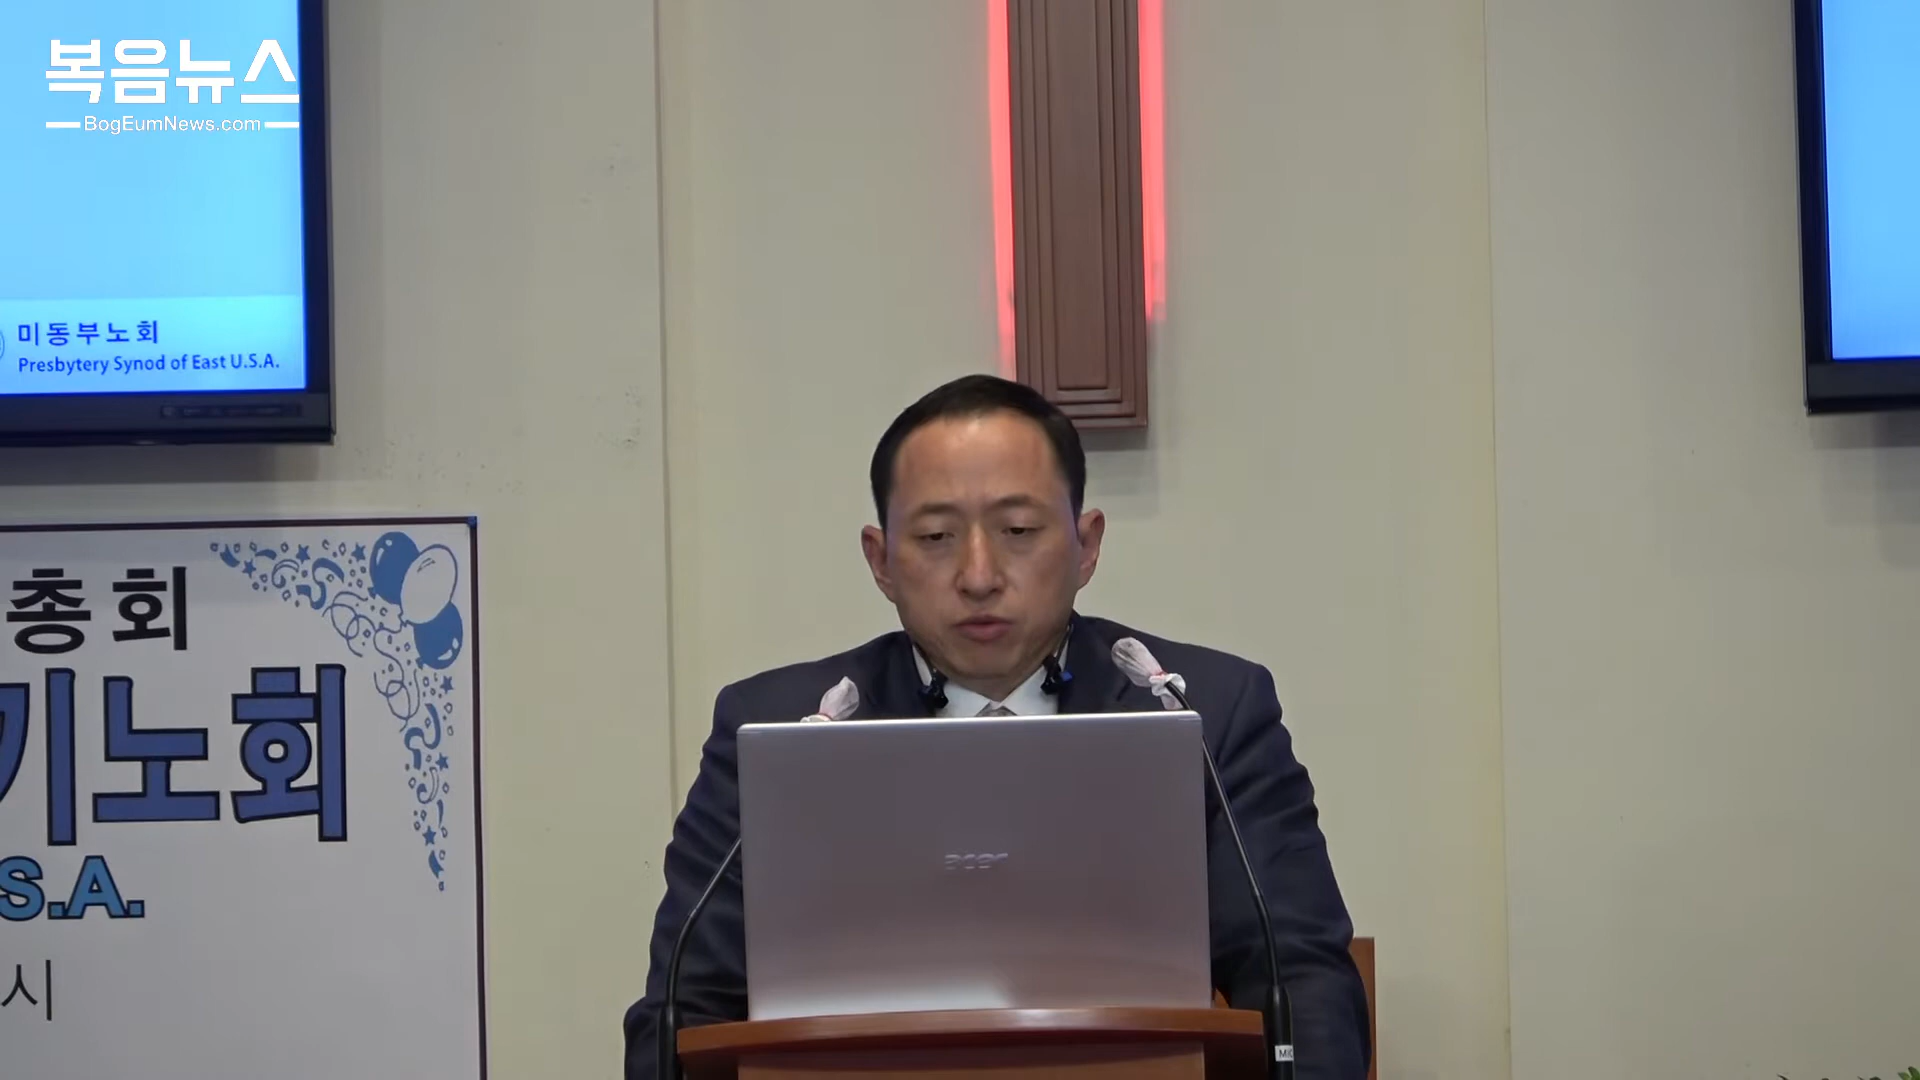 복음뉴스
BogEumNews.com
미동부노회
Presbytery Synod of East U.S.A.
총회
기노회
S.A.
시
acer